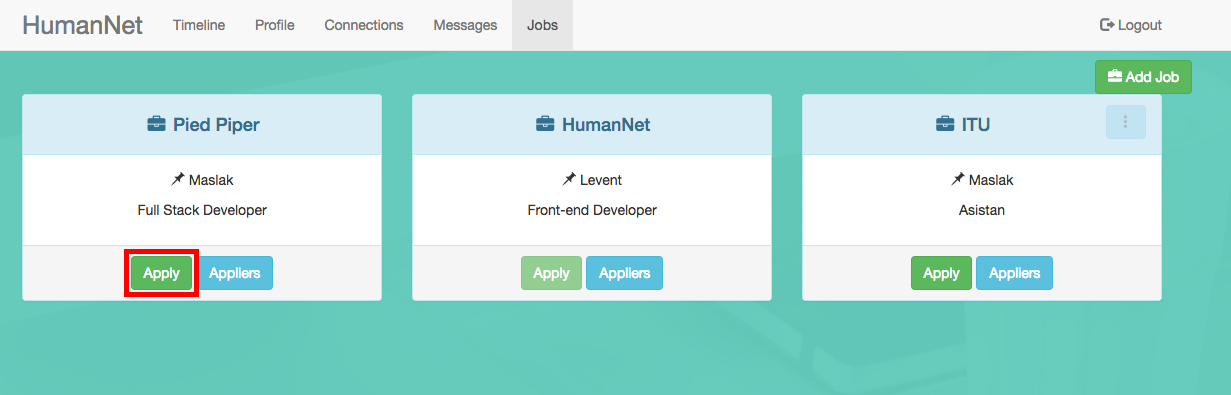 HumanNet Timeline Profile Connections Messages Jobs Logout
Add Job
Pied Piper
Maslak
Full Stack Developer
Apply Appliers
HumanNet
Levent
Front-end Developer
Apply Appliers
ITU
Maslak
Asistan
Apply Appliers